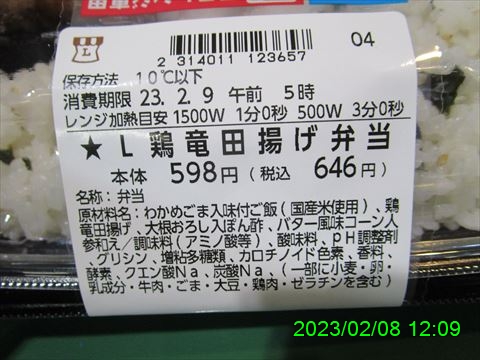 L
04
2 314011 123657
保存方法 10℃以下
消費期限 23.2.9 午前 5時
レンジ加熱目安 1500W 1分0秒 500W 3分0秒
★L鶏竜田揚げ弁当
本体 598円(税込 646円)
名称:弁当
原材料名:わかめごま入味付ご飯(国産米使用)、鶏
竜田揚げ、大根おろし入ぽん酢、バター風味コーン人
参和え/調味料(アミノ酸等)、酸味料、pH調整剤
、グリシン、増粘多糖類、カロチノイド色素、香料、
酵素、クエン酸Na、炭酸Na、(一部に小麦・卵・
乳成分・牛肉・ごま・大豆・鶏肉・ゼラチンを含む)
2023/02/08 12:09